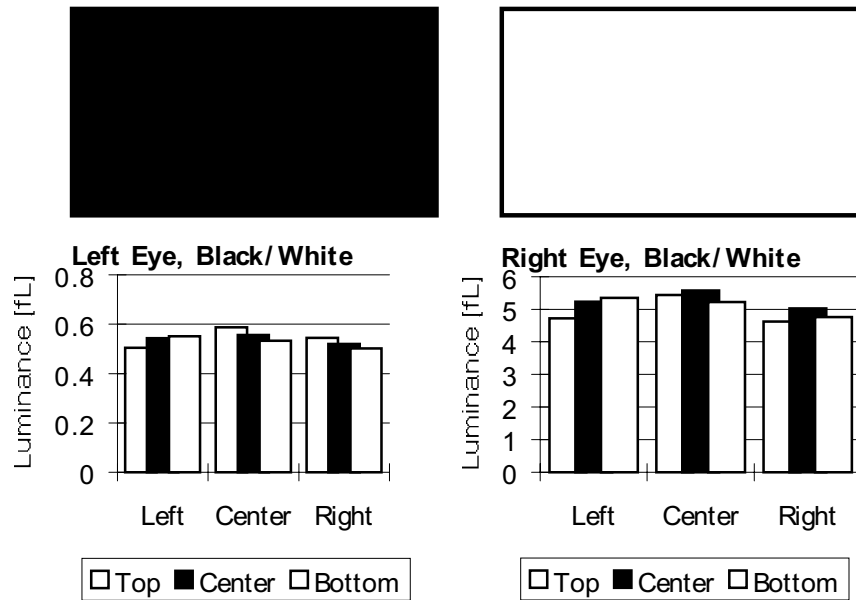 Left Eye, Black/White
Luminance [fL]
0.8
0.6
0.4
0.2
0
Left Center Right
Top Center Bottom
Right Eye, Black/White
Luminance [fL]
6
5
4
3
2
1
0
Left Center Right
Top Center Bottom